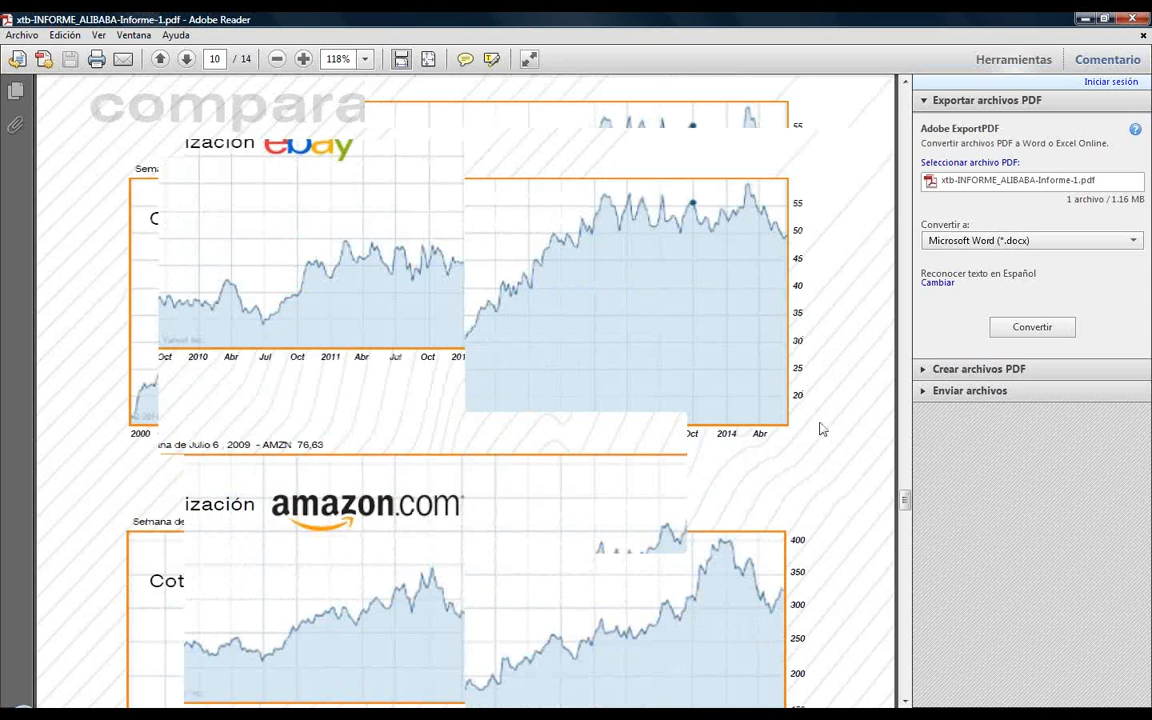 xtb-INFORME_ALIBABA-Informe-1.pdf - Adobe Reader
Archivo Edición Ver Ventana Ayuda
10 / 14 118% Herramientas Comentario
Iniciar sesión
Exportar archivos PDF
Adobe ExportPDF
Convertir archivos PDF a Word o Excel Online.
Seleccionar archivo PDF:
xtb-INFORME_ALIBABA-Informe-1.pdf
1 archivo / 1.16 MB
Convertir a:
Microsoft Word (*.docx)
Reconocer texto en Español
Cambiar
Convertir
Crear archivos PDF
Enviar archivos
compara
55
ización ebay
Sema
C
55
50
45
40
35
30
25
20
Oct 2010 Abr Jul Oct 2011 Abr Jul Oct 201
2000 Oct 2014 Abr
na de Julio 6 , 2009 - AMZN 76,63
ización amazon.com
Semana de
Cot
400
350
300
250
200